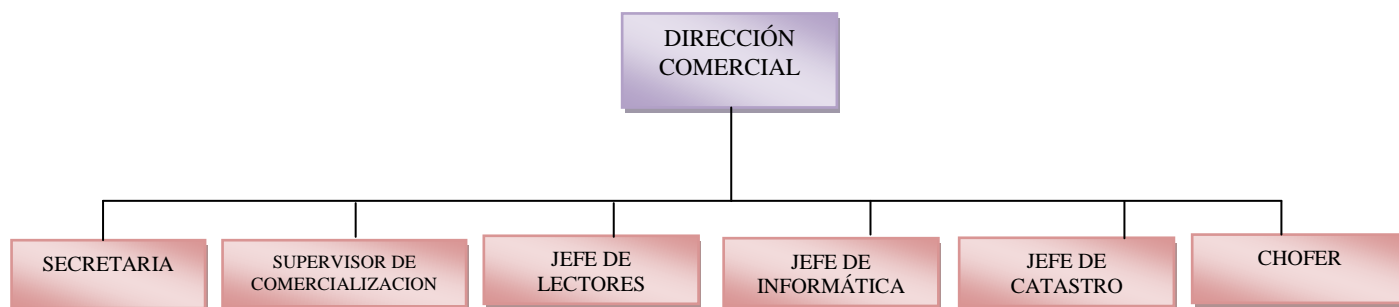 DIRECCIÓN
COMERCIAL
SECRETARIA
SUPERVISOR DE
COMERCIALIZACION
JEFE DE
LECTORES
JEFE DE
INFORMÁTICA
JEFE DE
CATASTRO
CHOFER